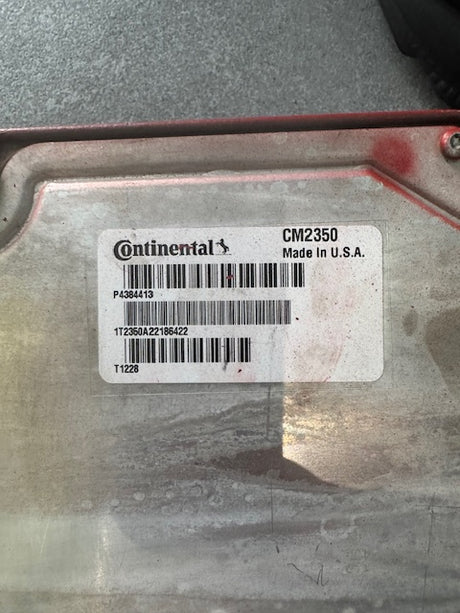 Continental
CM2350
Made In U.S.A.
P4384413
1T2350A22186422
T1228